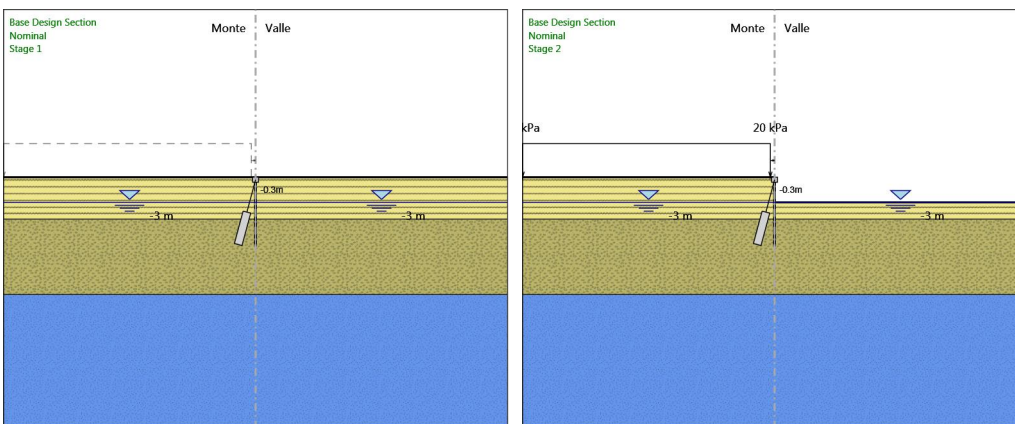 Base Design Section
Nominal
Stage 1
Monte
Valle
-0.3m
-3 m
-3 m
Base Design Section
Nominal
Stage 2
Monte
Valle
kPa
20 kPa
-0.3m
-3 m
-3 m